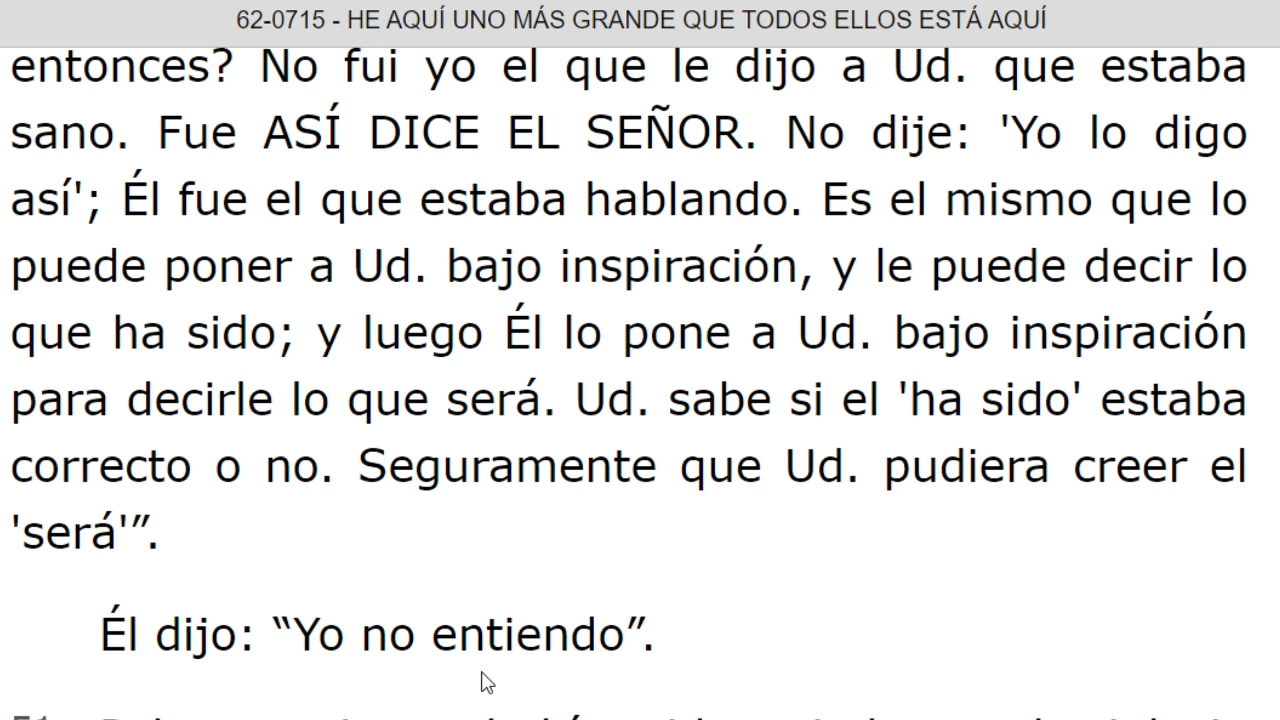 62-0715 - HE AQUÍ UNO MÁS GRANDE QUE TODOS ELLOS ESTÁ AQUÍ
entonces? No fui yo el que le dijo a Ud. que estaba
sano. Fue ASÍ DICE EL SEÑOR. No dije: 'Yo lo digo
así'; Él fue el que estaba hablando. Es el mismo que lo
puede poner a Ud. bajo inspiración, y le puede decir lo
que ha sido; y luego Él lo pone a Ud. bajo inspiración
para decirle lo que será. Ud. sabe si el 'ha sido' estaba
correcto o no. Seguramente que Ud. pudiera creer el
'será'”.
Él dijo: “Yo no entiendo”.